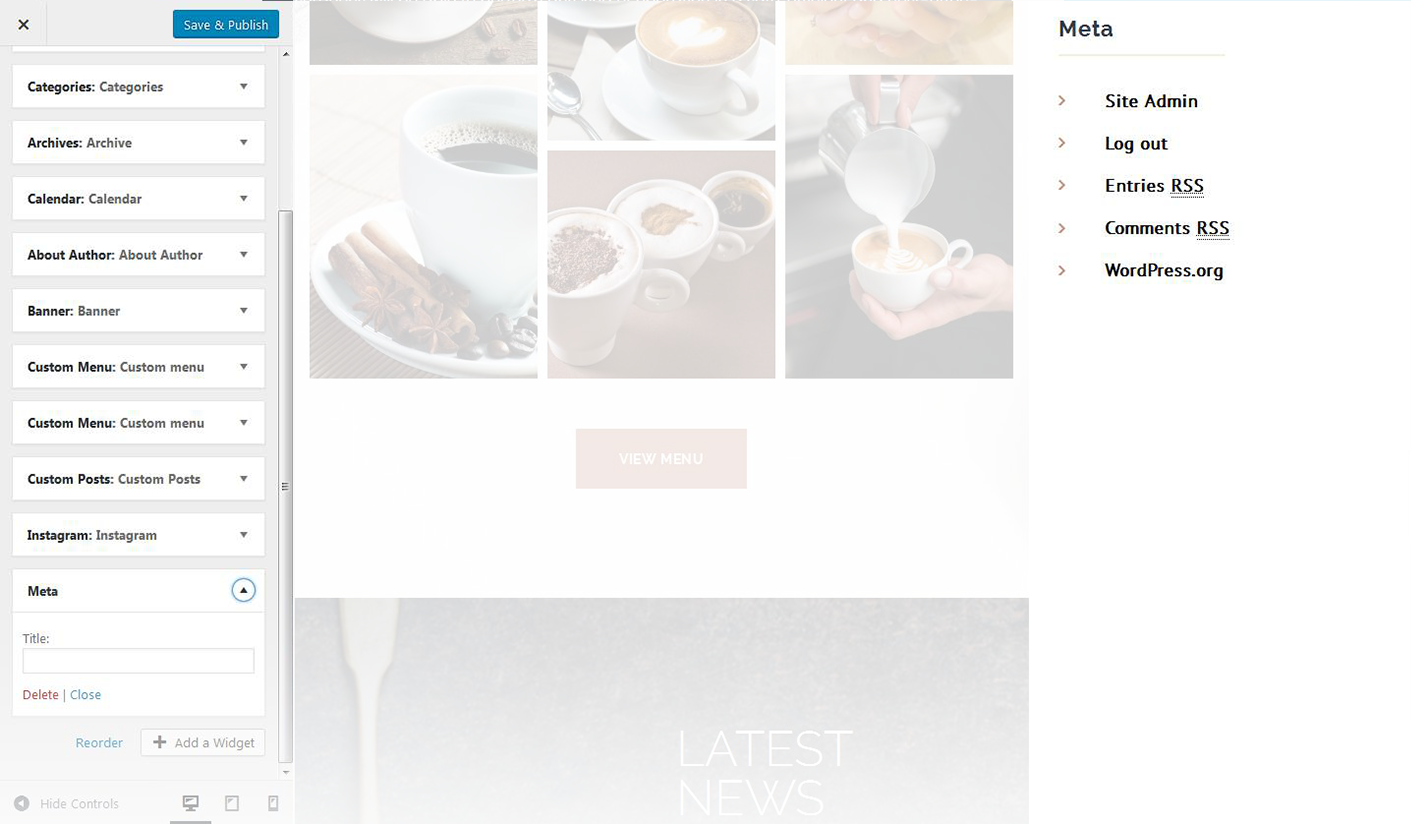 Save & Publish
Categories: Categories
Archives: Archive
Calendar: Calendar
About Author: About Author
Banner: Banner
Custom Menu: Custom menu
Custom Menu: Custom menu
Custom Posts: Custom Posts
Instagram: Instagram
Meta
Title:
Delete | Close
Reorder
Add a Widget
Hide Controls
VIEW MENU
LATEST
NEWS
Meta
Site Admin
Log out
Entries RSS
Comments RSS
WordPress.org